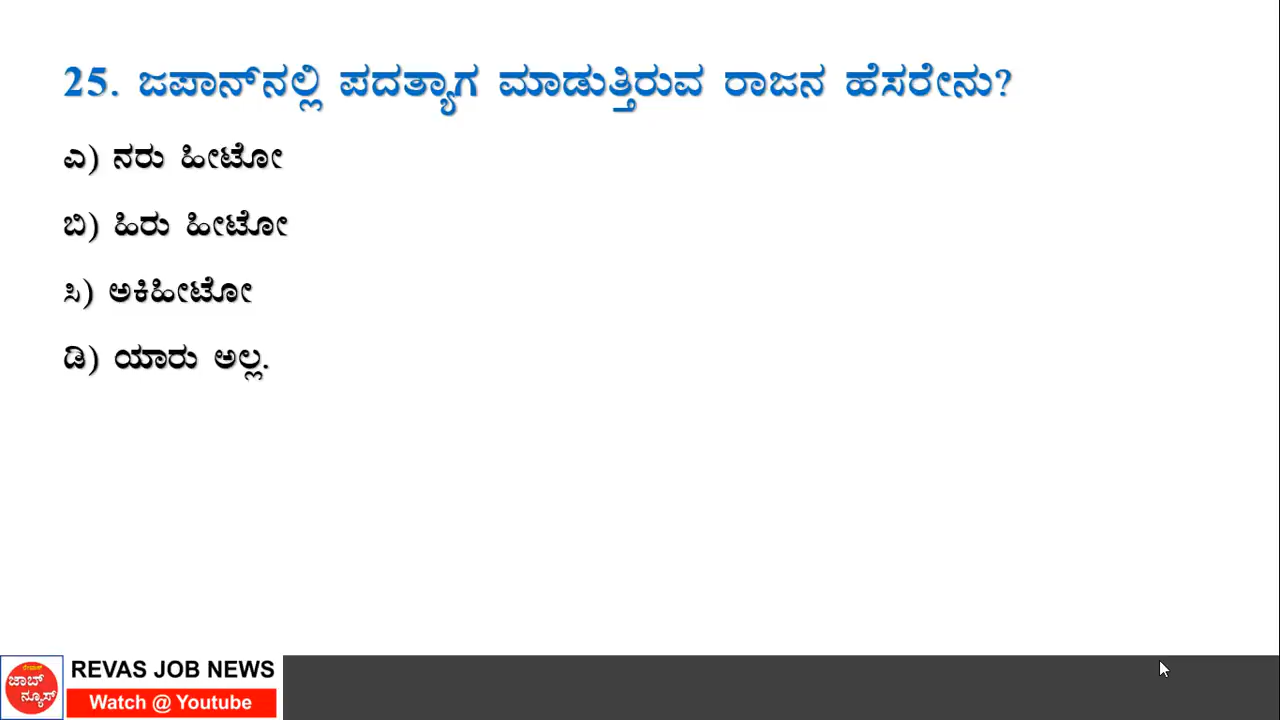 25. ಜಪಾನ್‌ನಲ್ಲಿ ಪದತ್ಯಾಗ ಮಾಡುತ್ತಿರುವ ರಾಜನ ಹೆಸರೇನು?
ಎ) ನರು ಹೀಟೋ
ಬಿ) ಹಿರು ಹೀಟೋ
ಸಿ) ಅಕಿಹೀಟೋ
ಡಿ) ಯಾರು ಅಲ್ಲ.
REVAS JOB NEWS
ರೇವಾಸ್
ಜಾಬ್
ನ್ಯೂಸ್
Watch @ Youtube